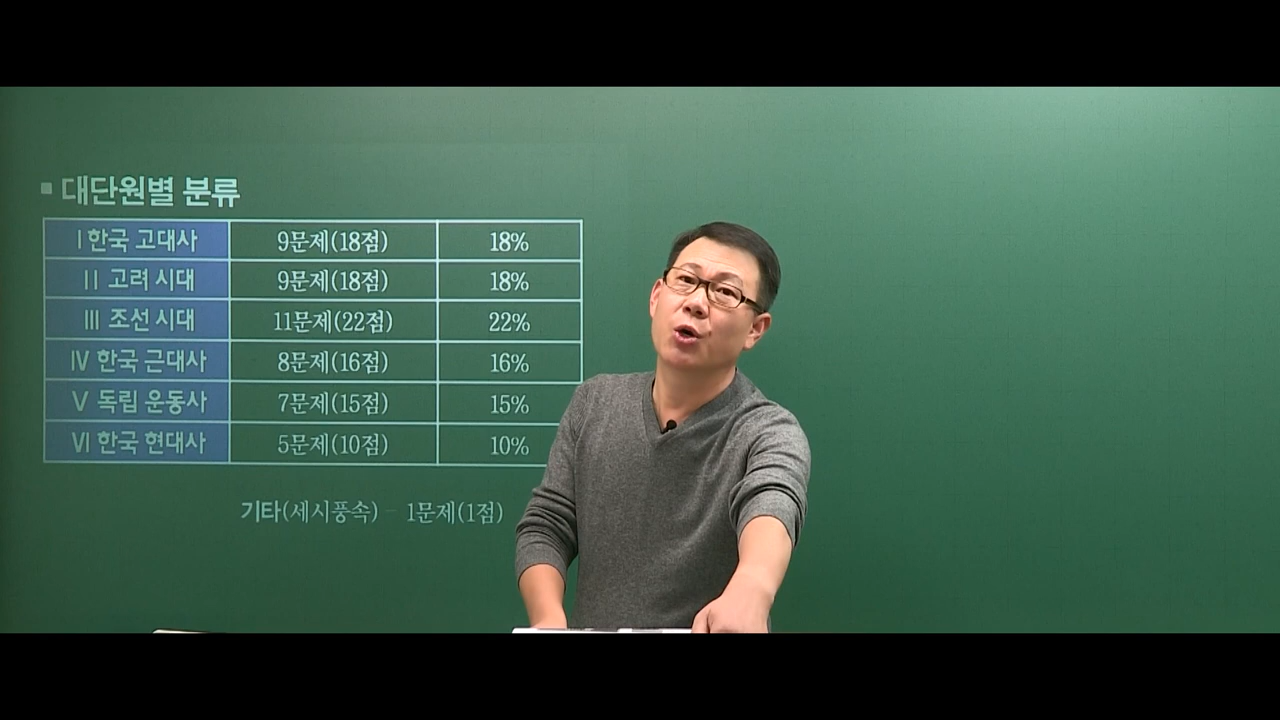 ▪ 대단원별 분류
Ⅰ 한국 고대사 9문제(18점) 18%
Ⅱ 고려 시대 9문제(18점) 18%
Ⅲ 조선 시대 11문제(22점) 22%
Ⅳ 한국 근대사 8문제(16점) 16%
Ⅴ 독립 운동사 7문제(15점) 15%
Ⅵ 한국 현대사 5문제(10점) 10%
기타(세시풍속) - 1문제(1점)